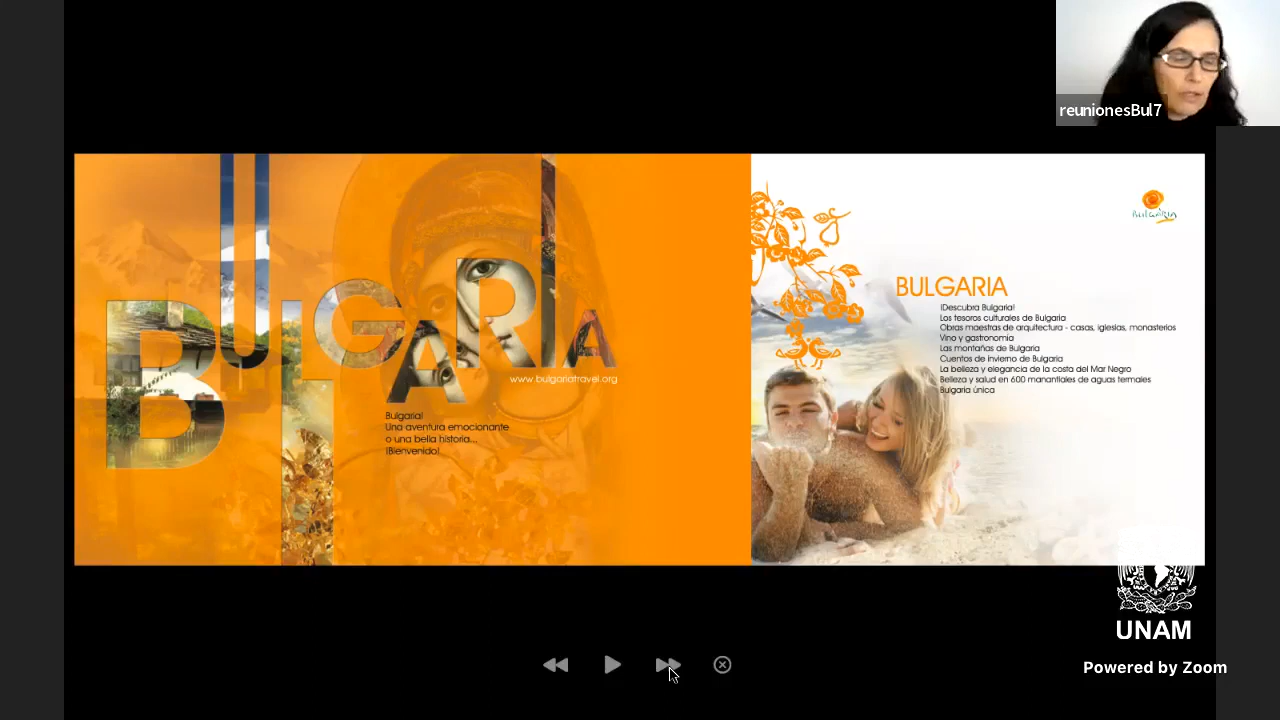 reunionesBul7
BULGARIA
www.bulgariatravel.org
Bulgaria!
Una aventura emocionante
o una bella historia...
¡Bienvenido!
Bulgaria
BULGARIA
¡Descubra Bulgaria!
Los tesoros culturales de Bulgaria
Obras maestras de arquitectura - casas, iglesias, monasterios
Vino y gastronomía
Las montañas de Bulgaria
Cuentos de invierno de Bulgaria
La belleza y elegancia de la costa del Mar Negro
Belleza y salud en 600 manantiales de aguas termales
Bulgaria única
UNAM
Powered by Zoom